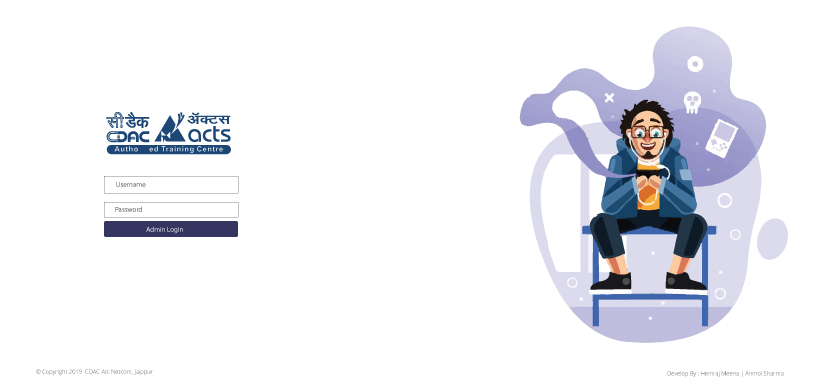 सी डैक ॲक्टस
CDAC acts
Autho ed Training Centre
Username
Password
Admin Login
© Copyright 2019 CDAC Atc Netcom, Jaipur
Develop By : Hemraj Meena | Anmol Sharma